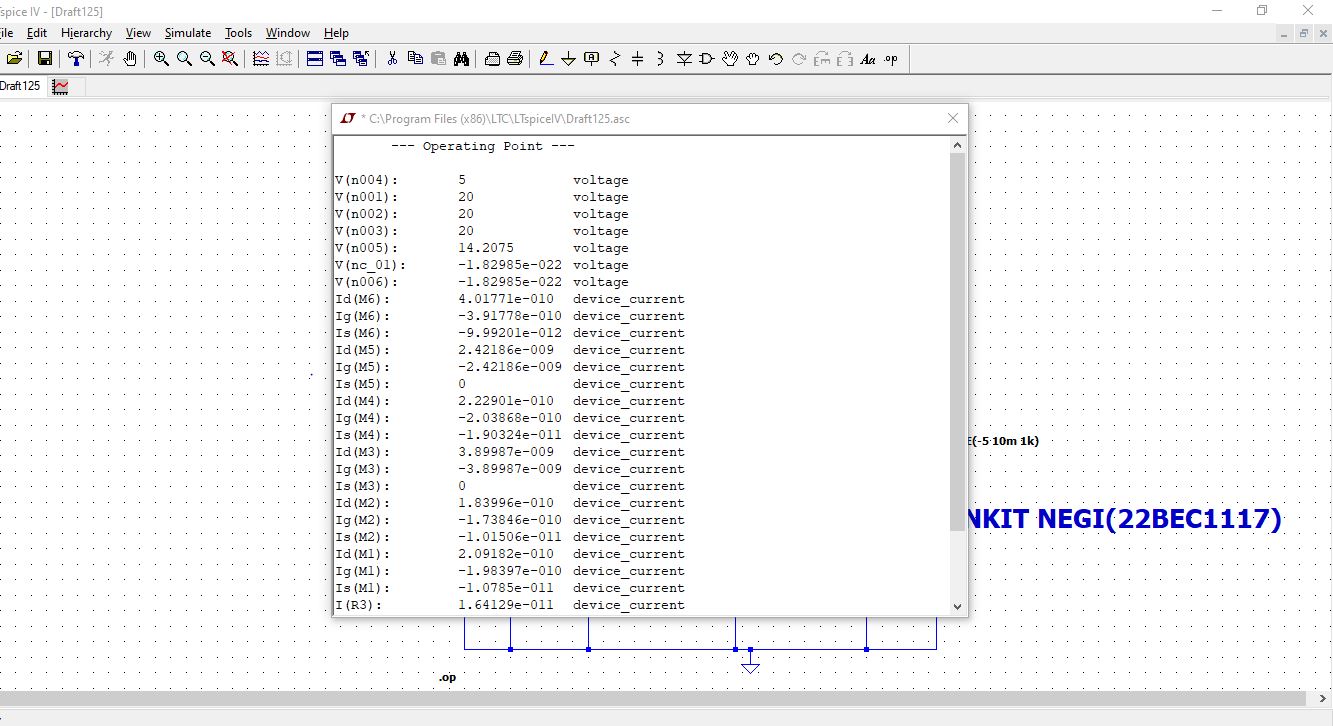 Tspice IV - [Draft125]
ile Edit Hierarchy View Simulate Tools Window Help
Aa .op
Draft125
* C:\Program Files (x86)\LTC\LTspiceIV\Draft125.asc
--- Operating Point ---
V(n004): 5 voltage
V(n001): 20 voltage
V(n002): 20 voltage
V(n003): 20 voltage
V(n005): 14.2075 voltage
V(nc_01): -1.82985e-022 voltage
V(n006): -1.82985e-022 voltage
Id(M6): 4.01771e-010 device_current
Ig(M6): -3.91778e-010 device_current
Is(M6): -9.99201e-012 device_current
Id(M5): 2.42186e-009 device_current
Ig(M5): -2.42186e-009 device_current
Is(M5): 0 device_current
Id(M4): 2.22901e-010 device_current
Ig(M4): -2.03868e-010 device_current
Is(M4): -1.90324e-011 device_current
Id(M3): 3.89987e-009 device_current
Ig(M3): -3.89987e-009 device_current
Is(M3): 0 device_current
Id(M2): 1.83996e-010 device_current
Ig(M2): -1.73846e-010 device_current
Is(M2): -1.01506e-011 device_current
Id(M1): 2.09182e-010 device_current
Ig(M1): -1.98397e-010 device_current
Is(M1): -1.0785e-011 device_current
I(R3): 1.64129e-011 device_current
E(-5 10m 1k)
NKIT NEGI(22BEC1117)
.op